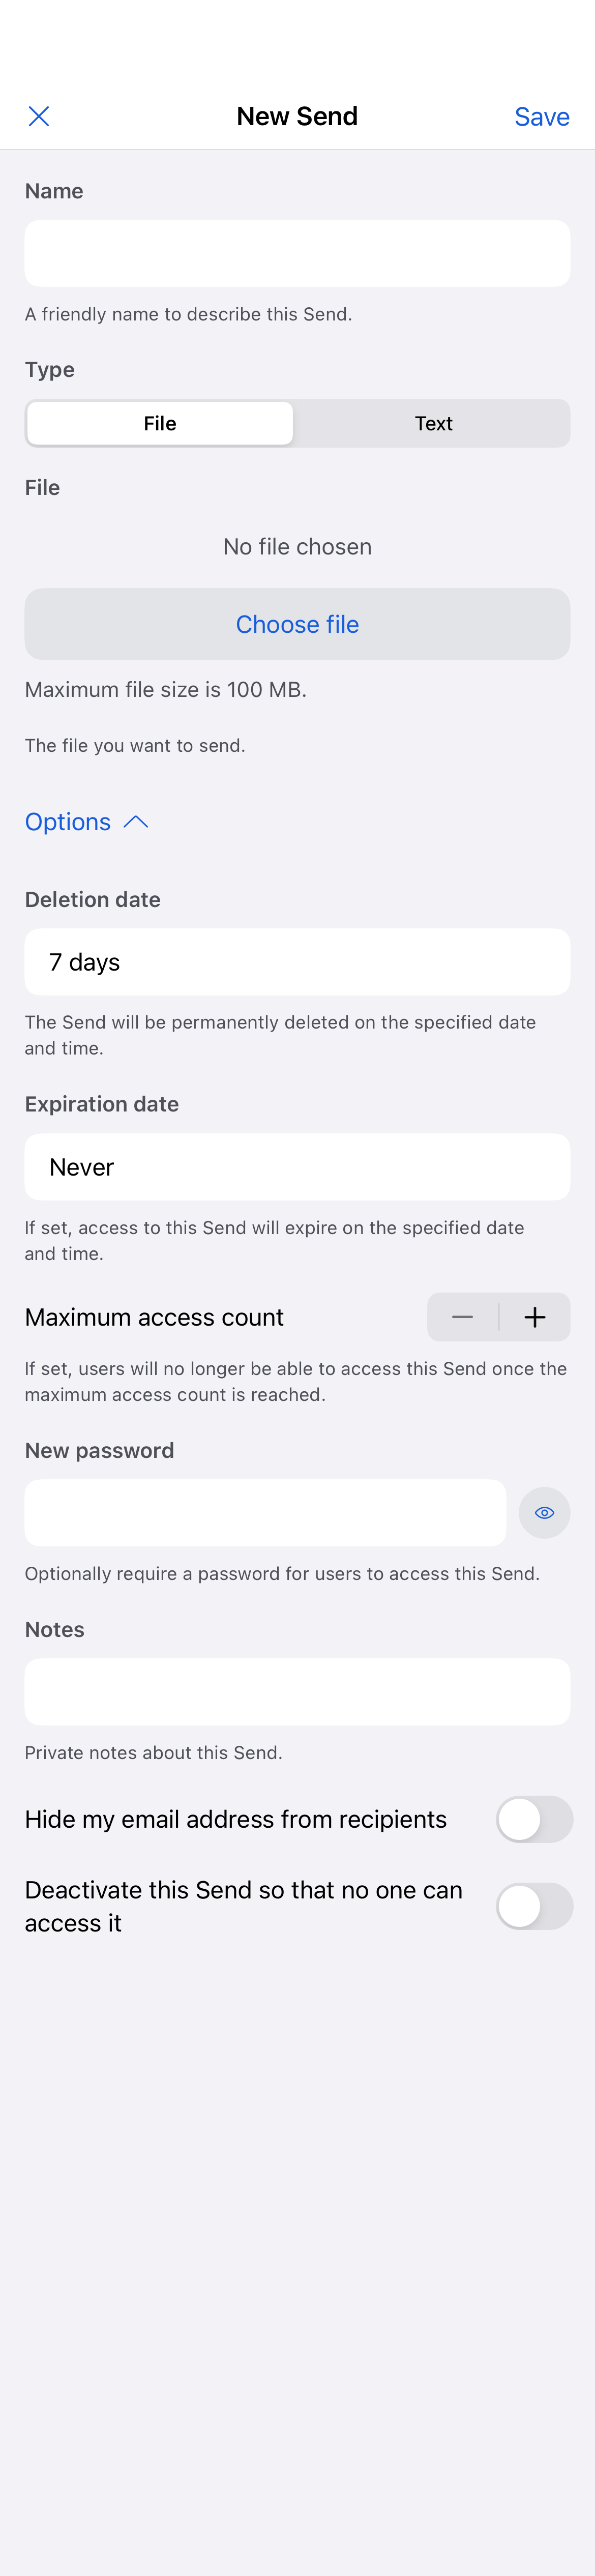 New Send
Save
Name
A friendly name to describe this Send.
Type
File
Text
File
No file chosen
Choose file
Maximum file size is 100 MB.
The file you want to send.
Options
Deletion date
7 days
The Send will be permanently deleted on the specified date
and time.
Expiration date
Never
If set, access to this Send will expire on the specified date
and time.
Maximum access count
If set, users will no longer be able to access this Send once the
maximum access count is reached.
New password
Optionally require a password for users to access this Send.
Notes
Private notes about this Send.
Hide my email address from recipients
Deactivate this Send so that no one can
access it